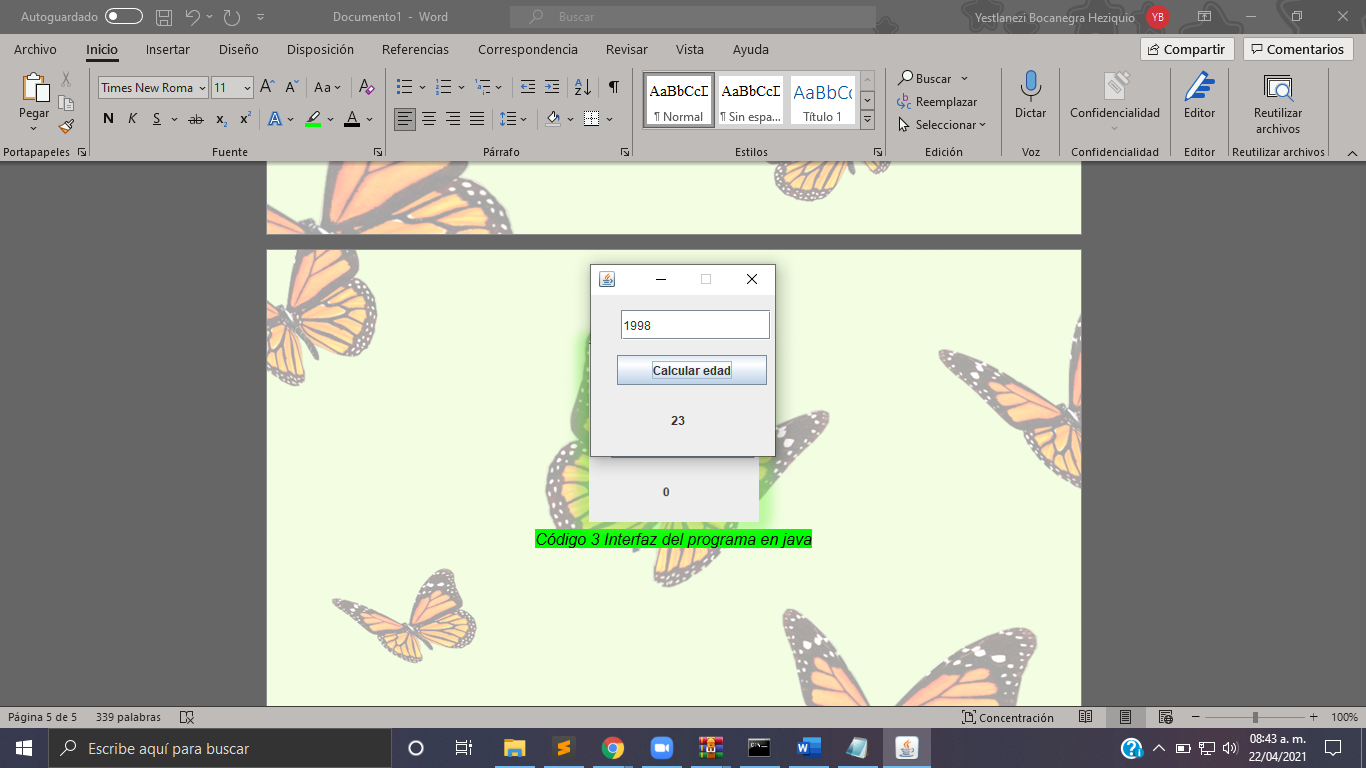 Autoguardado Documento1 - Word Buscar Yestlanezi Bocanegra Heziquio YB
Archivo Inicio Insertar Diseño Disposición Referencias Correspondencia Revisar Vista Ayuda Compartir Comentarios
Pegar
Portapapeles
Times New Roma 11 A A Aa A
N K S ab x2 x2 A A
Fuente
Párrafo
AaBbCcD AaBbCcD AaBbCc
¶ Normal ¶ Sin espa... Título 1
Estilos
Buscar
Reemplazar
Seleccionar
Edición
Dictar
Voz
Confidencialidad
Confidencialidad
Editor
Editor
Reutilizar
archivos
Reutilizar archivos
1998
Calcular edad
23
0
Código 3 Interfaz del programa en java
Página 5 de 5 339 palabras Concentración 100%
Escribe aquí para buscar
08:43 a. m.
22/04/2021